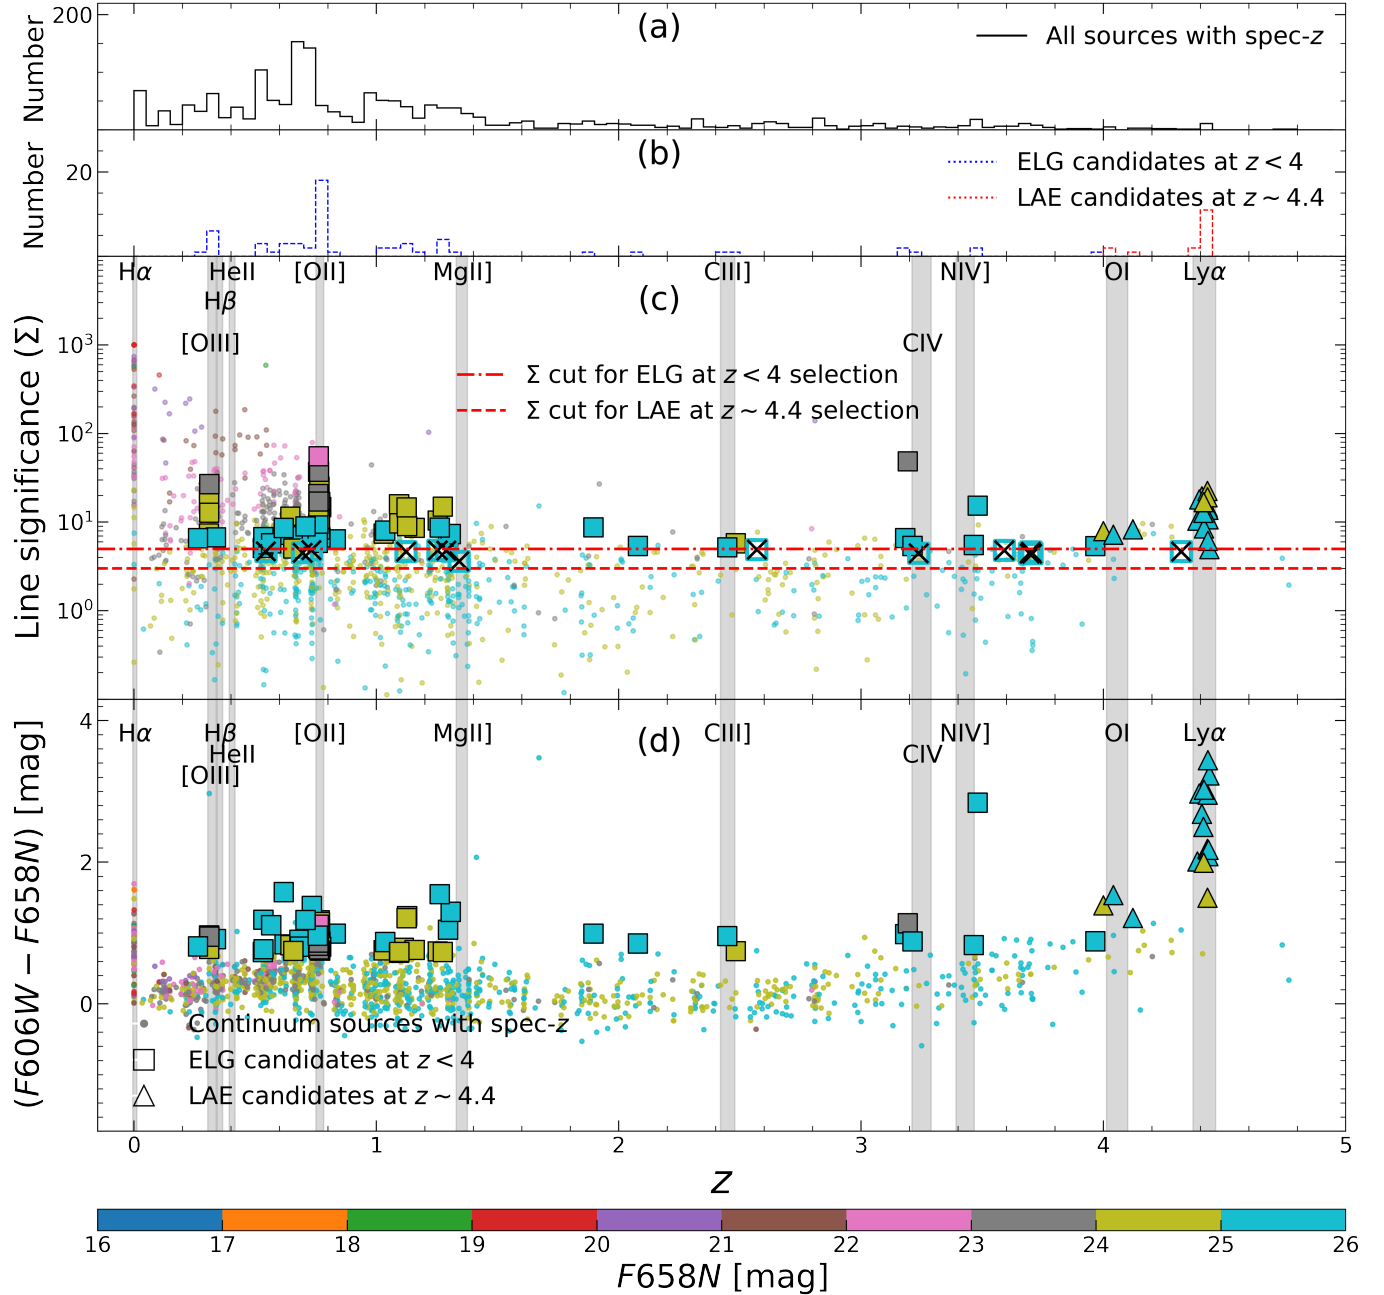 200
Number
(a)
All sources with spec-z
20
Number
(b)
ELG candidates at z < 4
LAE candidates at z ~ 4.4
Hα HeII [OII] MgII] CIII] NIV] OI Lyα
Hβ
(c)
[OIII] CIV
10³
Σ cut for ELG at z < 4 selection
Σ cut for LAE at z ~ 4.4 selection
10²
10¹
10⁰
Line significance (Σ)
4
Hα Hβ [OII] MgII] CIII] NIV] OI Lyα
(d)
HeII CIV
[OIII]
2
0
(F606W − F658N) [mag]
Continuum sources with spec-z
ELG candidates at z < 4
LAE candidates at z ~ 4.4
0 1 2 3 4 5
z
16 17 18 19 20 21 22 23 24 25 26
F658N [mag]